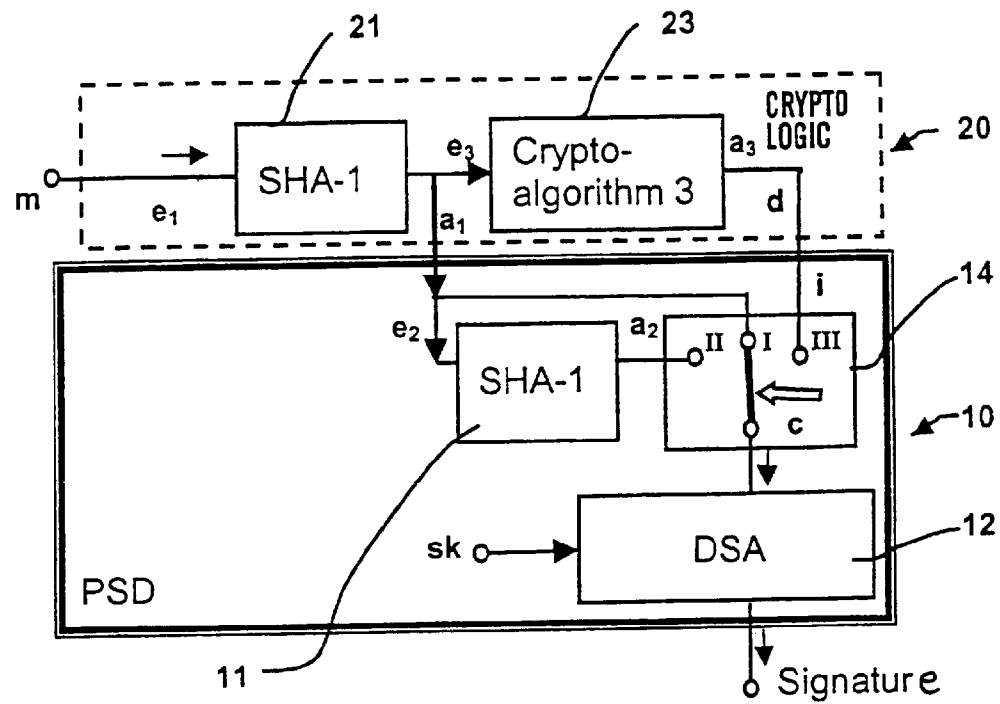 21
23
CRYPTO
LOGIC
20
m
e₁
SHA-1
e₃
a₁
Crypto-
algorithm 3
a₃
d
i
14
e₂
SHA-1
a₂
II
I
III
c
10
sk
DSA
12
PSD
11
Signature